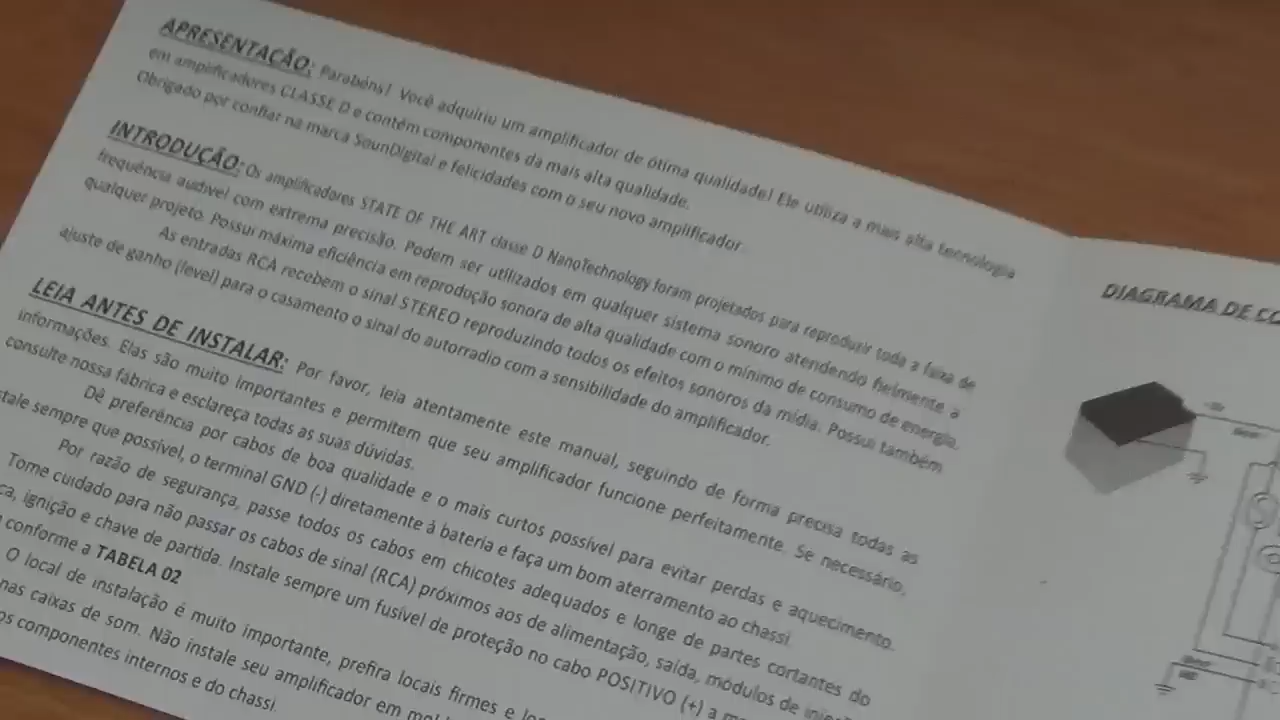 APRESENTAÇÃO: Parabéns! Você adquiriu um amplificador de ótima qualidade! Ele utiliza a mais alta tecnologia
em amplificadores CLASSE D e contém componentes da mais alta qualidade.
Obrigado por confiar na marca SounDigital e felicidades com o seu novo amplificador.
INTRODUÇÃO: Os amplificadores STATE OF THE ART classe D NanoTechnology foram projetados para reproduzir toda a faixa de
frequência audível com extrema precisão. Podem ser utilizados em qualquer sistema sonoro atendendo fielmente a
qualquer projeto. Possui máxima eficiência em reprodução sonora de alta qualidade com o mínimo de consumo de energia.
As entradas RCA recebem o sinal STEREO reproduzindo todos os efeitos sonoros da mídia. Possui também
ajuste de ganho (level) para o casamento o sinal do autorradio com a sensibilidade do amplificador.
LEIA ANTES DE INSTALAR: Por favor, leia atentamente este manual, seguindo de forma precisa todas as
informações. Elas são muito importantes e permitem que seu amplificador funcione perfeitamente. Se necessário,
consulte nossa fábrica e esclareça todas as suas dúvidas.
Dê preferência por cabos de boa qualidade e o mais curtos possível para evitar perdas e aquecimento.
stale sempre que possível, o terminal GND (-) diretamente á bateria e faça um bom aterramento ao chassi.
Por razão de segurança, passe todos os cabos em chicotes adequados e longe de partes cortantes do
Tome cuidado para não passar os cabos de sinal (RCA) próximos aos de alimentação, saída, módulos de injeçã
ca, ignição e chave de partida. Instale sempre um fusível de proteção no cabo POSITIVO (+) a
conforme a TABELA 02
O local de instalação é muito importante, prefira locais firmes e lo
nas caixas de som. Não instale seu amplificador em
os componentes internos e do chassi.
DIAGRAMA DE CO